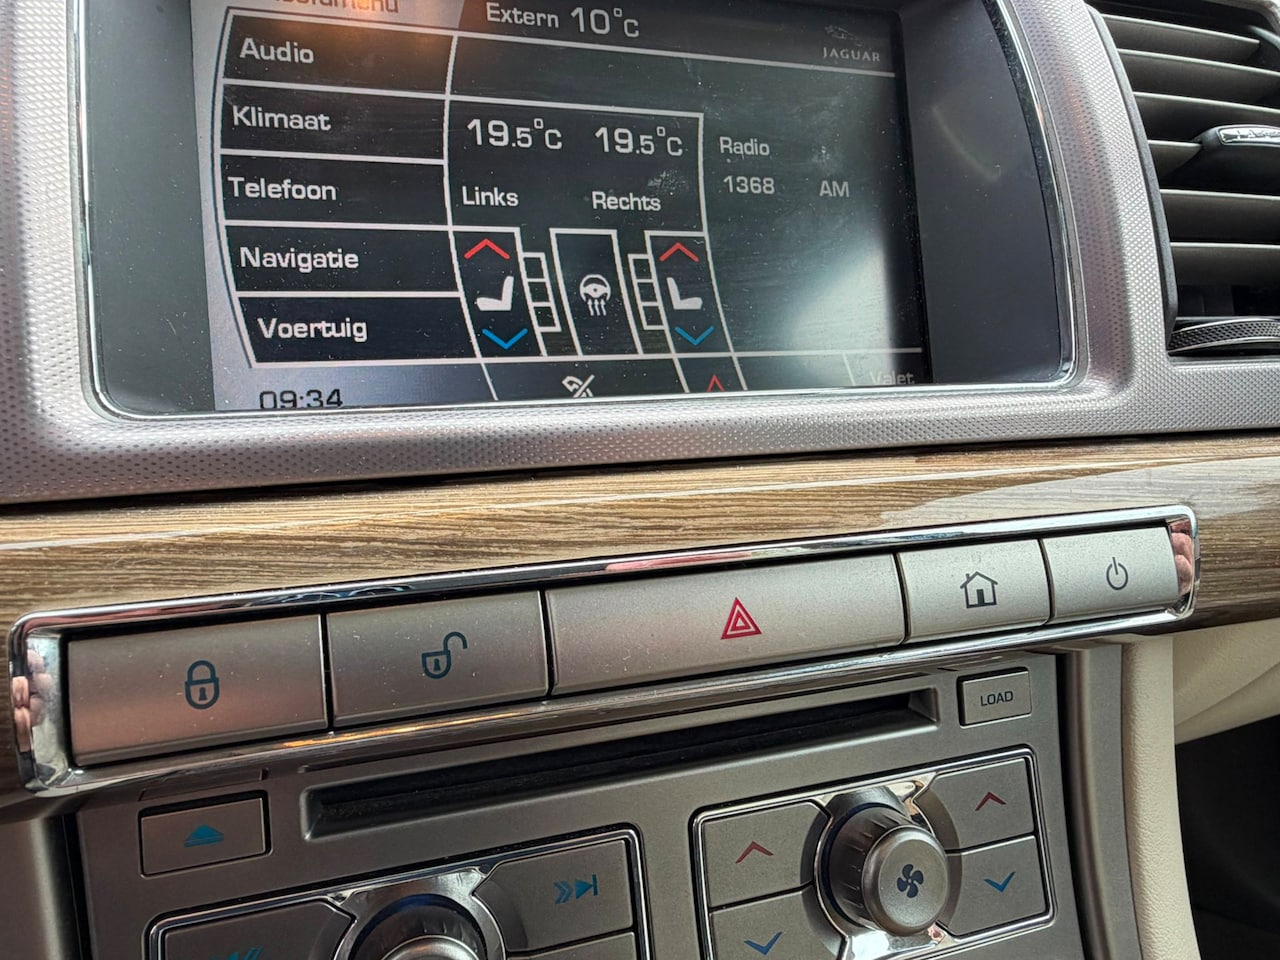 Extern 10°C
JAGUAR
Audio
Klimaat
19.5°C 19.5°C
Radio
1368 AM
Telefoon
Links Rechts
Navigatie
Voertuig
Valet
09:34
LOAD